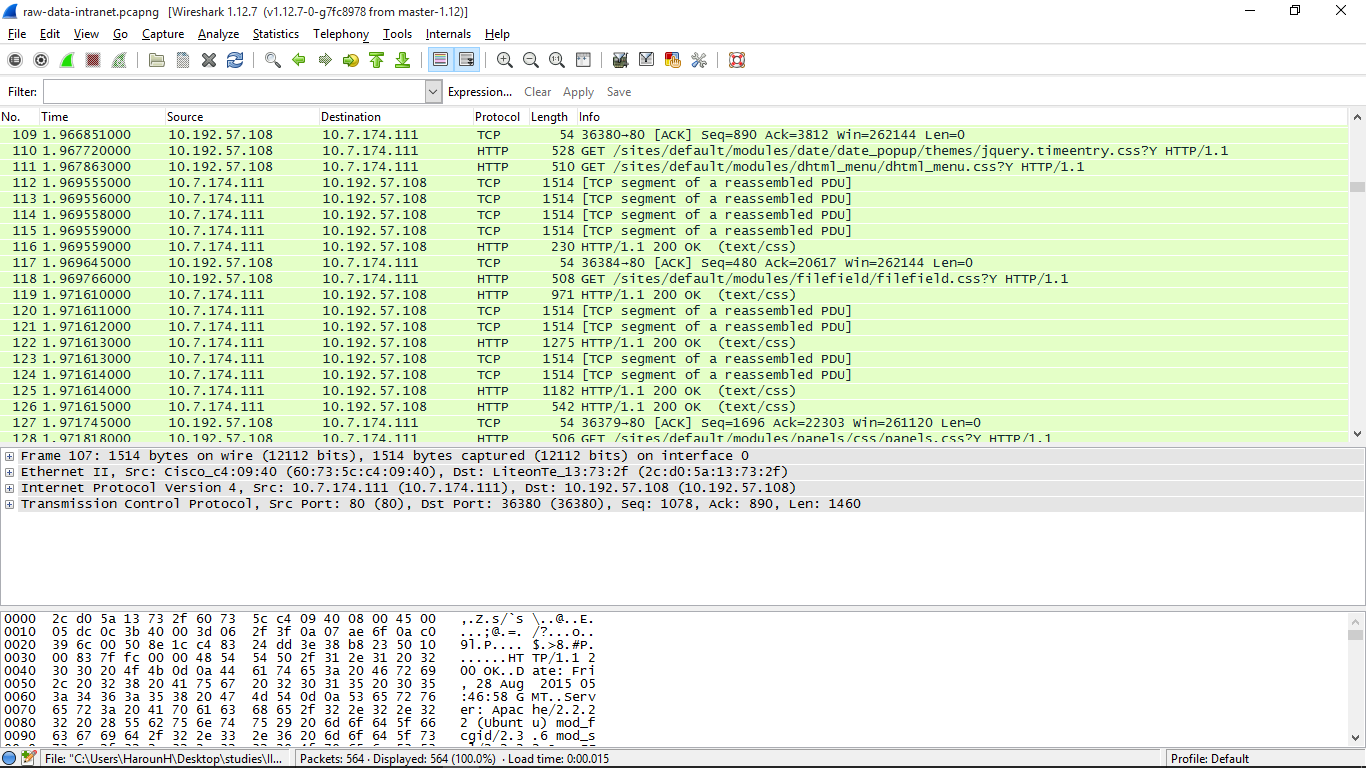 raw-data-intranet.pcapng [Wireshark 1.12.7 (v1.12.7-0-g7fc8978 from master-1.12)]
File Edit View Go Capture Analyze Statistics Telephony Tools Internals Help
Filter: Expression... Clear Apply Save
No. Time Source Destination Protocol Length Info
109 1.966851000 10.192.57.108 10.7.174.111 TCP 54 36380→80 [ACK] Seq=890 Ack=3812 Win=262144 Len=0
110 1.967720000 10.192.57.108 10.7.174.111 HTTP 528 GET /sites/default/modules/date/date_popup/themes/jquery.timeentry.css?Y HTTP/1.1
111 1.967863000 10.192.57.108 10.7.174.111 HTTP 510 GET /sites/default/modules/dhtml_menu/dhtml_menu.css?Y HTTP/1.1
112 1.969555000 10.7.174.111 10.192.57.108 TCP 1514 [TCP segment of a reassembled PDU]
113 1.969556000 10.7.174.111 10.192.57.108 TCP 1514 [TCP segment of a reassembled PDU]
114 1.969558000 10.7.174.111 10.192.57.108 TCP 1514 [TCP segment of a reassembled PDU]
115 1.969559000 10.7.174.111 10.192.57.108 TCP 1514 [TCP segment of a reassembled PDU]
116 1.969559000 10.7.174.111 10.192.57.108 HTTP 230 HTTP/1.1 200 OK (text/css)
117 1.969645000 10.192.57.108 10.7.174.111 TCP 54 36384→80 [ACK] Seq=480 Ack=20617 Win=262144 Len=0
118 1.969766000 10.192.57.108 10.7.174.111 HTTP 508 GET /sites/default/modules/filefield/filefield.css?Y HTTP/1.1
119 1.971610000 10.7.174.111 10.192.57.108 HTTP 971 HTTP/1.1 200 OK (text/css)
120 1.971611000 10.7.174.111 10.192.57.108 TCP 1514 [TCP segment of a reassembled PDU]
121 1.971612000 10.7.174.111 10.192.57.108 TCP 1514 [TCP segment of a reassembled PDU]
122 1.971613000 10.7.174.111 10.192.57.108 HTTP 1275 HTTP/1.1 200 OK (text/css)
123 1.971613000 10.7.174.111 10.192.57.108 TCP 1514 [TCP segment of a reassembled PDU]
124 1.971614000 10.7.174.111 10.192.57.108 TCP 1514 [TCP segment of a reassembled PDU]
125 1.971614000 10.7.174.111 10.192.57.108 HTTP 1182 HTTP/1.1 200 OK (text/css)
126 1.971615000 10.7.174.111 10.192.57.108 HTTP 542 HTTP/1.1 200 OK (text/css)
127 1.971745000 10.192.57.108 10.7.174.111 TCP 54 36379→80 [ACK] Seq=1696 Ack=22303 Win=261120 Len=0
128 1.971818000 10.192.57.108 10.7.174.111 HTTP 506 GET /sites/default/modules/panels/css/panels.css?Y HTTP/1.1
Frame 107: 1514 bytes on wire (12112 bits), 1514 bytes captured (12112 bits) on interface 0
Ethernet II, Src: Cisco_c4:09:40 (60:73:5c:c4:09:40), Dst: LiteonTe_13:73:2f (2c:d0:5a:13:73:2f)
Internet Protocol Version 4, Src: 10.7.174.111 (10.7.174.111), Dst: 10.192.57.108 (10.192.57.108)
Transmission Control Protocol, Src Port: 80 (80), Dst Port: 36380 (36380), Seq: 1078, Ack: 890, Len: 1460
0000 2c d0 5a 13 73 2f 60 73 5c c4 09 40 08 00 45 00 ,.Z.s/`s \..@..E.
0010 05 dc 0c 3b 40 00 3d 06 2f 3f 0a 07 ae 6f 0a c0 ...;@.=. /?...o..
0020 39 6c 00 50 8e 1c c4 83 24 dd 3e 38 b8 23 50 10 9l.P.... $.>8.#P.
0030 00 83 7f fc 00 00 48 54 54 50 2f 31 2e 31 20 32 ......HT TP/1.1 2
0040 30 30 20 4f 4b 0d 0a 44 61 74 65 3a 20 46 72 69 00 OK..D ate: Fri
0050 2c 20 32 38 20 41 75 67 20 32 30 31 35 20 30 35 , 28 Aug 2015 05
0060 3a 34 36 3a 35 38 20 47 4d 54 0d 0a 53 65 72 76 :46:58 G MT..Serv
0070 65 72 3a 20 41 70 61 63 68 65 2f 32 2e 32 2e 32 er: Apac he/2.2.2
0080 32 20 28 55 62 75 6e 74 75 29 20 6d 6f 64 5f 66 2 (Ubunt u) mod_f
0090 63 67 69 64 2f 32 2e 33 2e 36 20 6d 6f 64 5f 73 cgid/2.3 .6 mod_s
File: "C:\Users\HarounH\Desktop\studies\II... Packets: 564 · Displayed: 564 (100.0%) · Load time: 0:00.015 Profile: Default